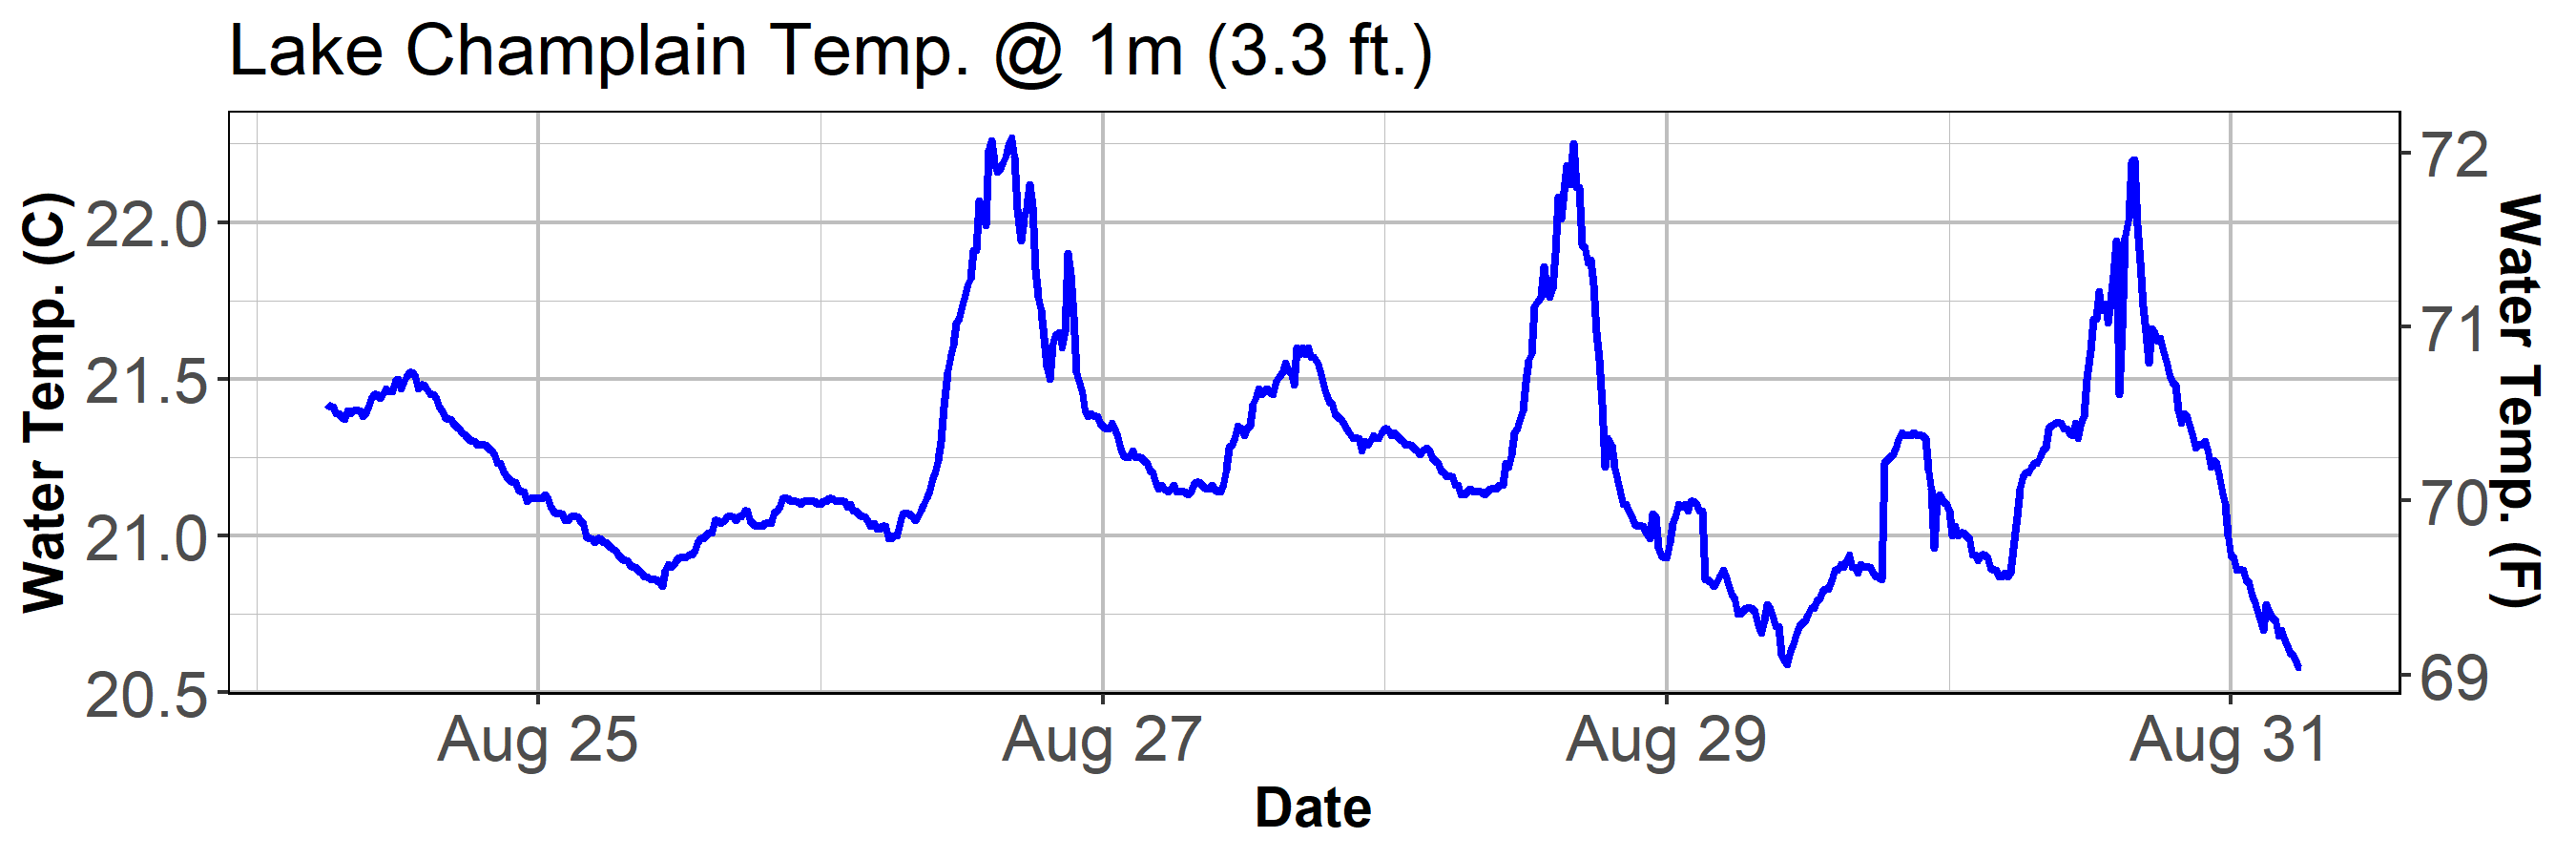 Lake Champlain Temp. @ 1m (3.3 ft.)
Water Temp. (C)
22.0
21.5
21.0
20.5
72
71
70
69
Water Temp. (F)
Aug 25 Aug 27 Aug 29 Aug 31
Date